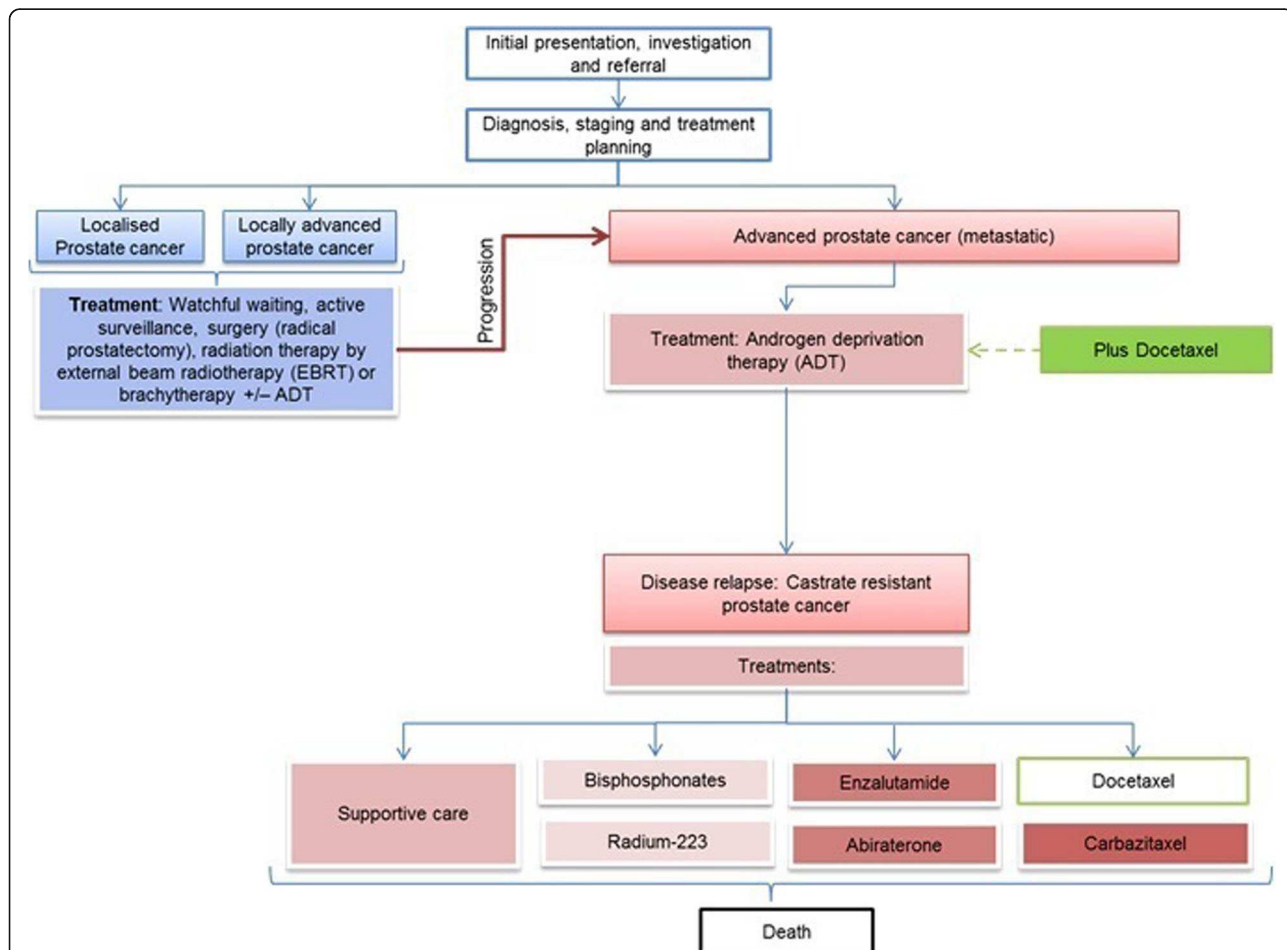 Initial presentation, investigation
and referral
Diagnosis, staging and treatment
planning
Localised
Prostate cancer
Locally advanced
prostate cancer
Advanced prostate cancer (metastatic)
Progression
Treatment: Watchful waiting, active
surveillance, surgery (radical
prostatectomy), radiation therapy by
external beam radiotherapy (EBRT) or
brachytherapy +/– ADT
Treatment: Androgen deprivation
therapy (ADT)
Plus Docetaxel
Disease relapse: Castrate resistant
prostate cancer
Treatments:
Supportive care
Bisphosphonates
Radium-223
Enzalutamide
Abiraterone
Docetaxel
Carbazitaxel
Death